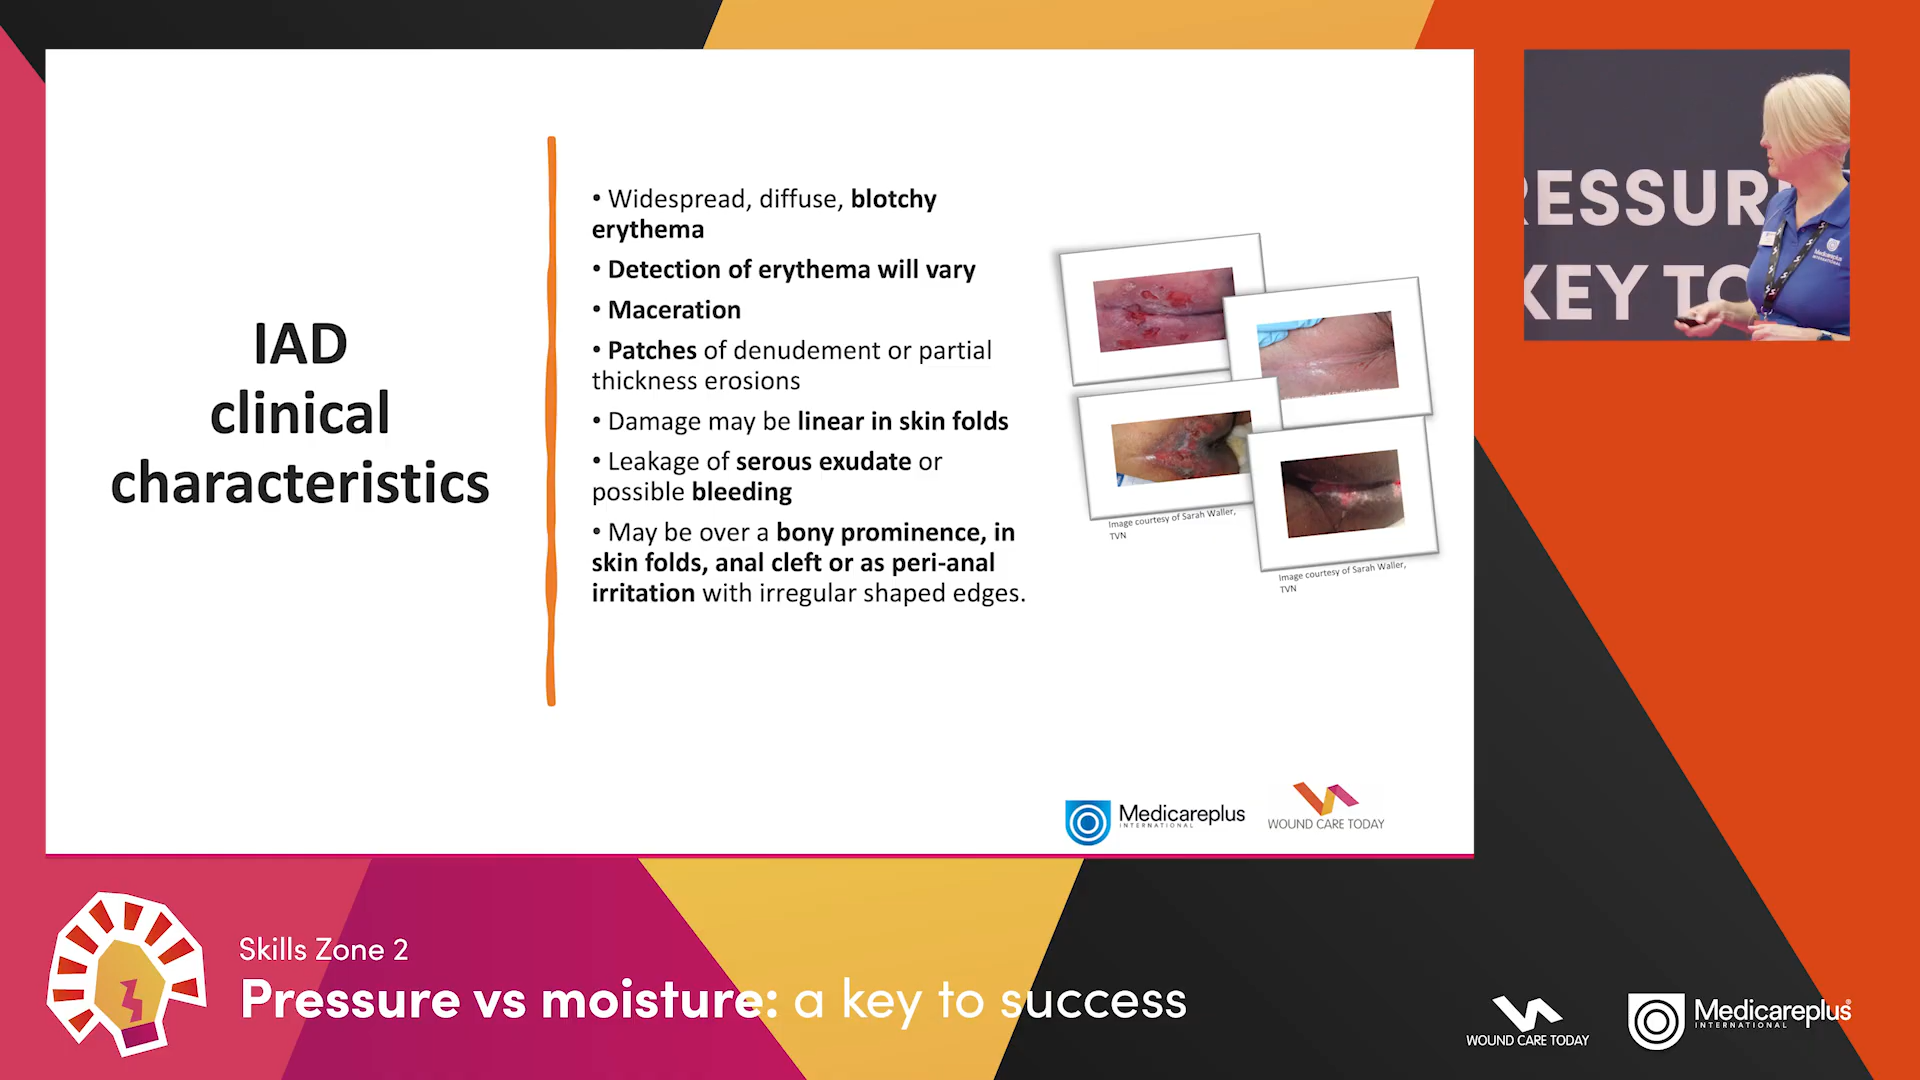 IAD
clinical
characteristics
• Widespread, diffuse, blotchy
erythema
• Detection of erythema will vary
• Maceration
• Patches of denudement or partial
thickness erosions
• Damage may be linear in skin folds
• Leakage of serous exudate or
possible bleeding
• May be over a bony prominence, in
skin folds, anal cleft or as peri-anal
irritation with irregular shaped edges.
Image courtesy of Sarah Waller,
TVN
Image courtesy of Sarah Waller,
TVN
Medicareplus
INTERNATIONAL
WOUND CARE TODAY
RESSUR
KEY TO
Medicareplus
INTERNATIONAL
Skills Zone 2
Pressure vs moisture: a key to success
WOUND CARE TODAY
Medicareplus®
INTERNATIONAL